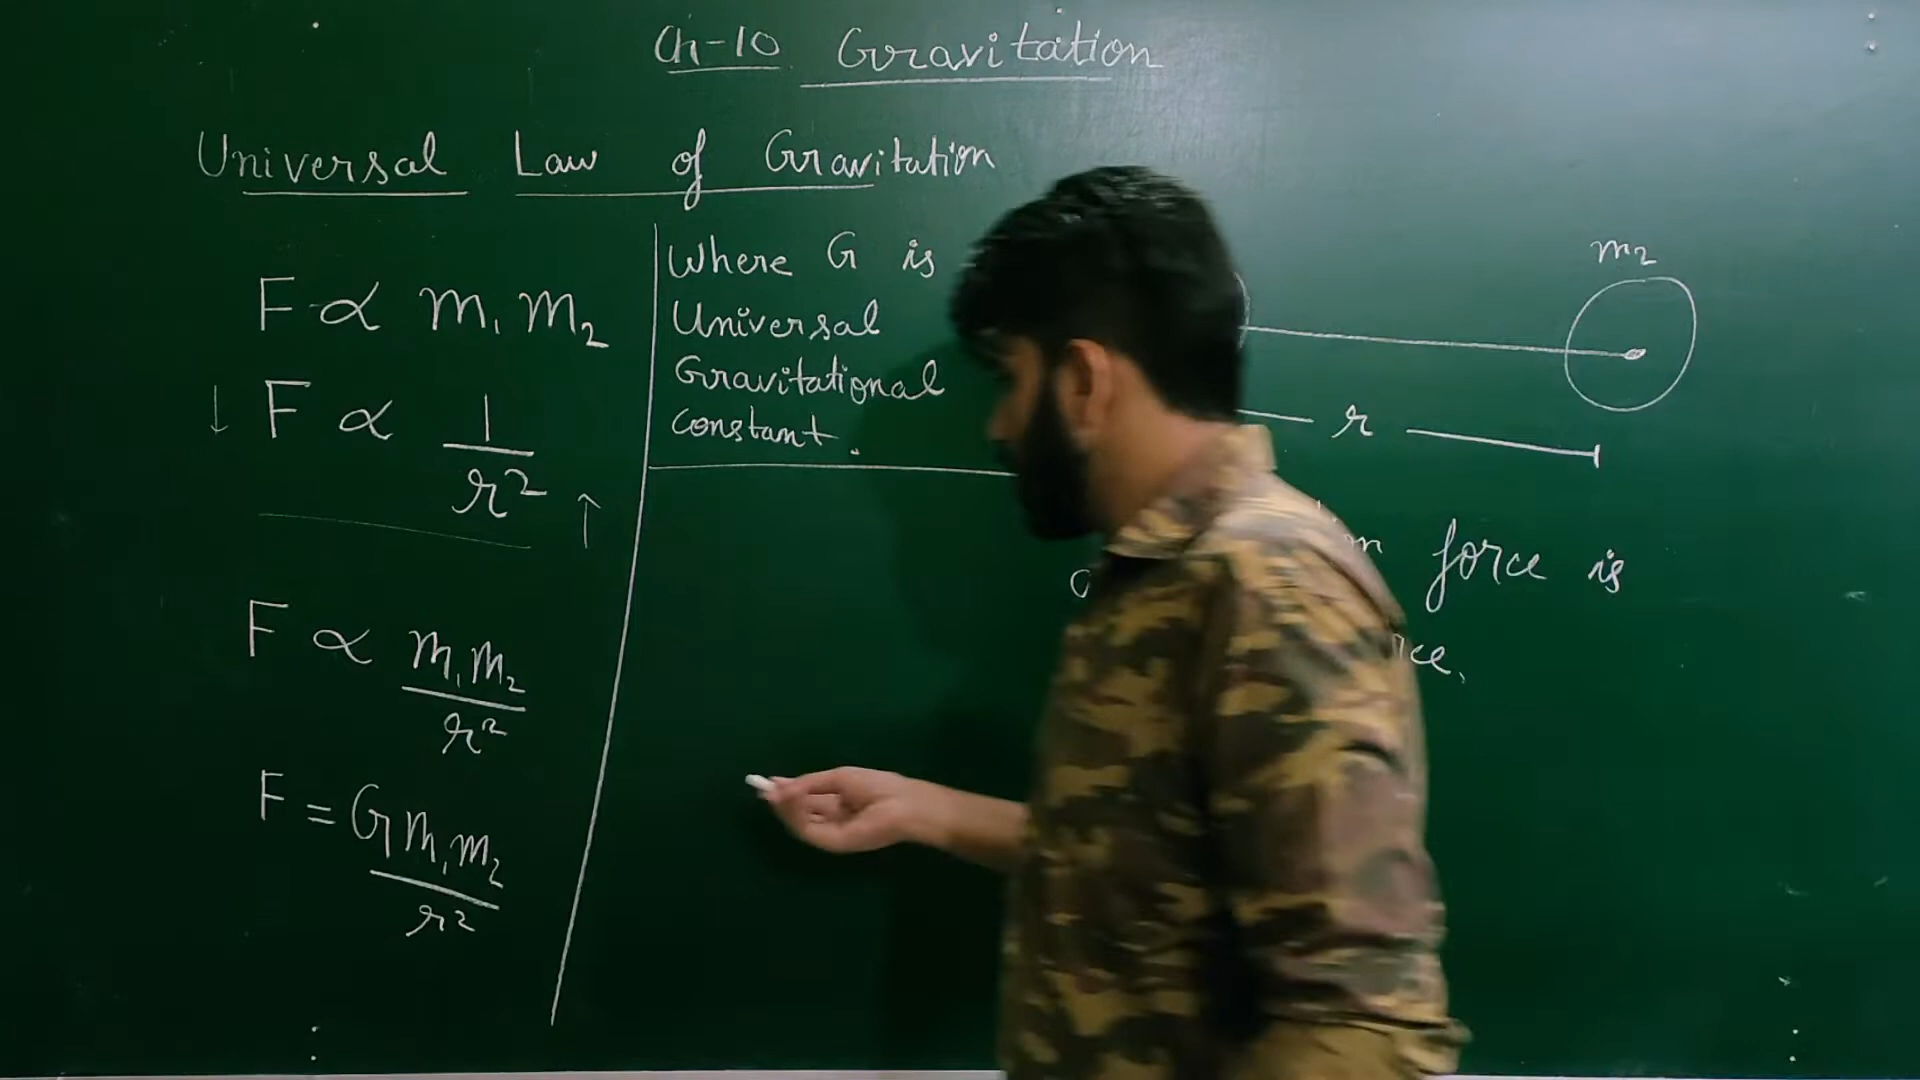 Ch-10 Gravitation
Universal Law of Gravitation
F ∝ m₁ m₂
↓ F ∝ 1/r² ↑
F ∝ m₁m₂/r²
F = G m₁m₂/r²
Where G is
Universal
Gravitational
constant.
m₂
r
force is